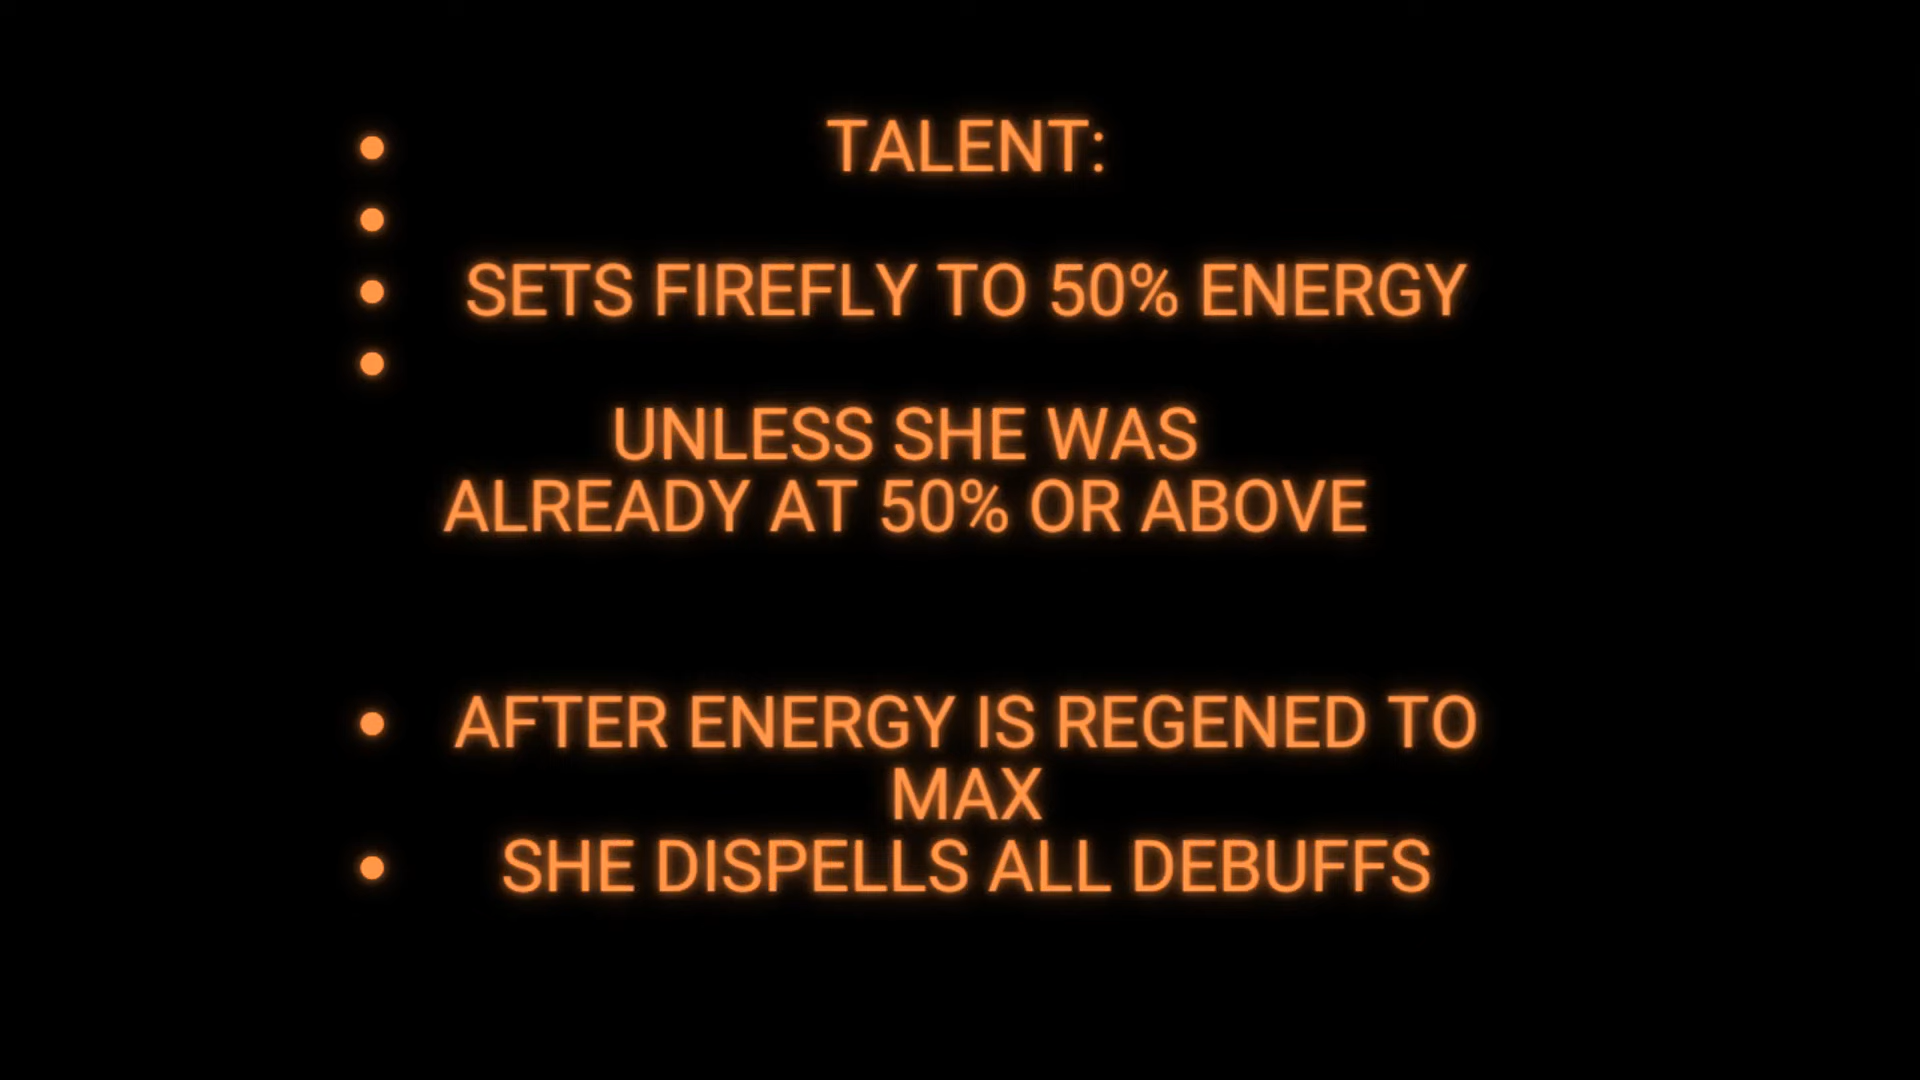 • TALENT:
•
• SETS FIREFLY TO 50% ENERGY
•
UNLESS SHE WAS
ALREADY AT 50% OR ABOVE
• AFTER ENERGY IS REGENED TO
MAX
• SHE DISPELLS ALL DEBUFFS